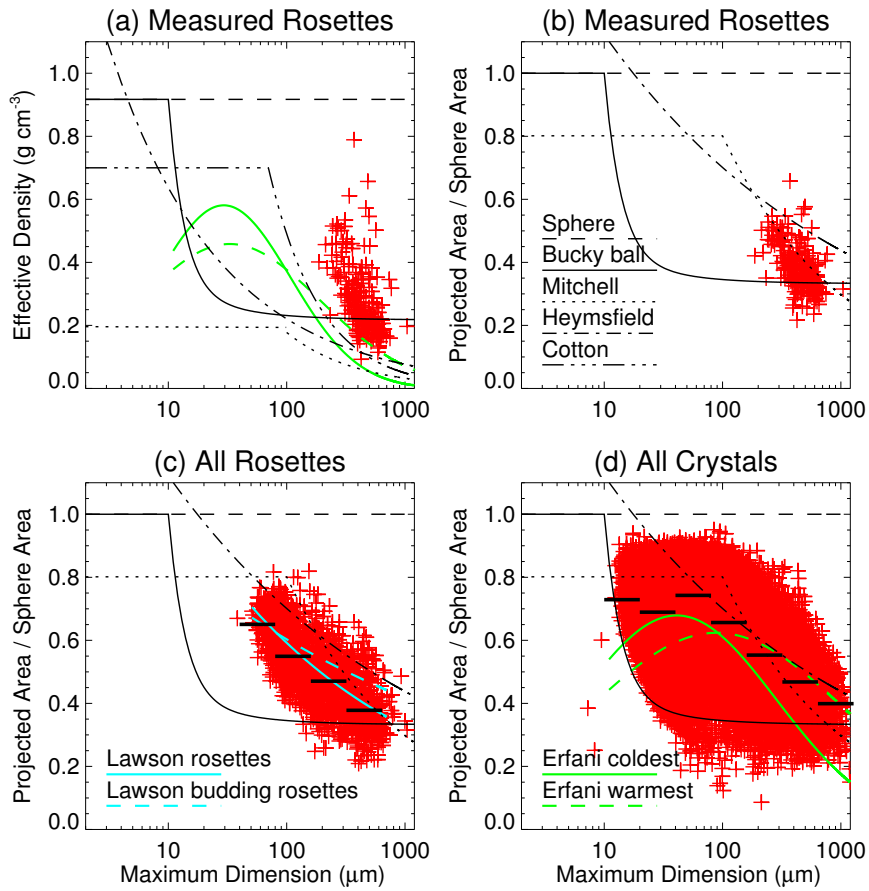 (a) Measured Rosettes
Effective Density (g cm⁻³)
1.0
0.8
0.6
0.4
0.2
0.0
10
100
1000
(b) Measured Rosettes
Projected Area / Sphere Area
1.0
0.8
0.6
0.4
0.2
0.0
Sphere
Bucky ball
Mitchell
Heymsfield
Cotton
10
100
1000
(c) All Rosettes
Projected Area / Sphere Area
1.0
0.8
0.6
0.4
0.2
0.0
Lawson rosettes
Lawson budding rosettes
10
100
1000
Maximum Dimension (μm)
(d) All Crystals
Projected Area / Sphere Area
1.0
0.8
0.6
0.4
0.2
0.0
Erfani coldest
Erfani warmest
10
100
1000
Maximum Dimension (μm)